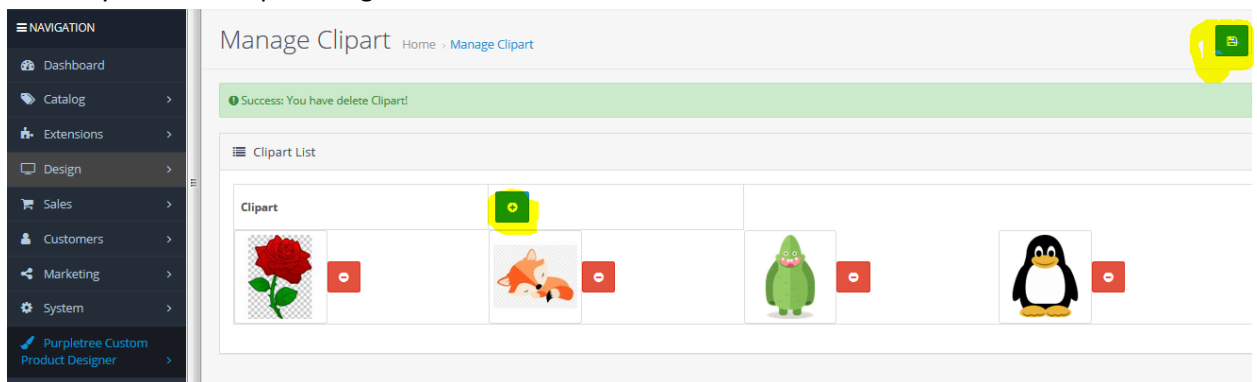 NAVIGATION
Dashboard
Catalog
Extensions
Design
Sales
Customers
Marketing
System
Purpletree Custom
Product Designer
Manage Clipart Home › Manage Clipart
Success: You have delete Clipart!
Clipart List
Clipart